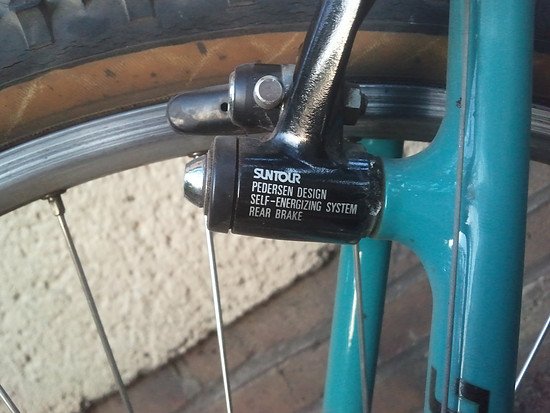 SUNTOUR
PEDERSEN DESIGN
SELF-ENERGIZING SYSTEM
REAR BRAKE